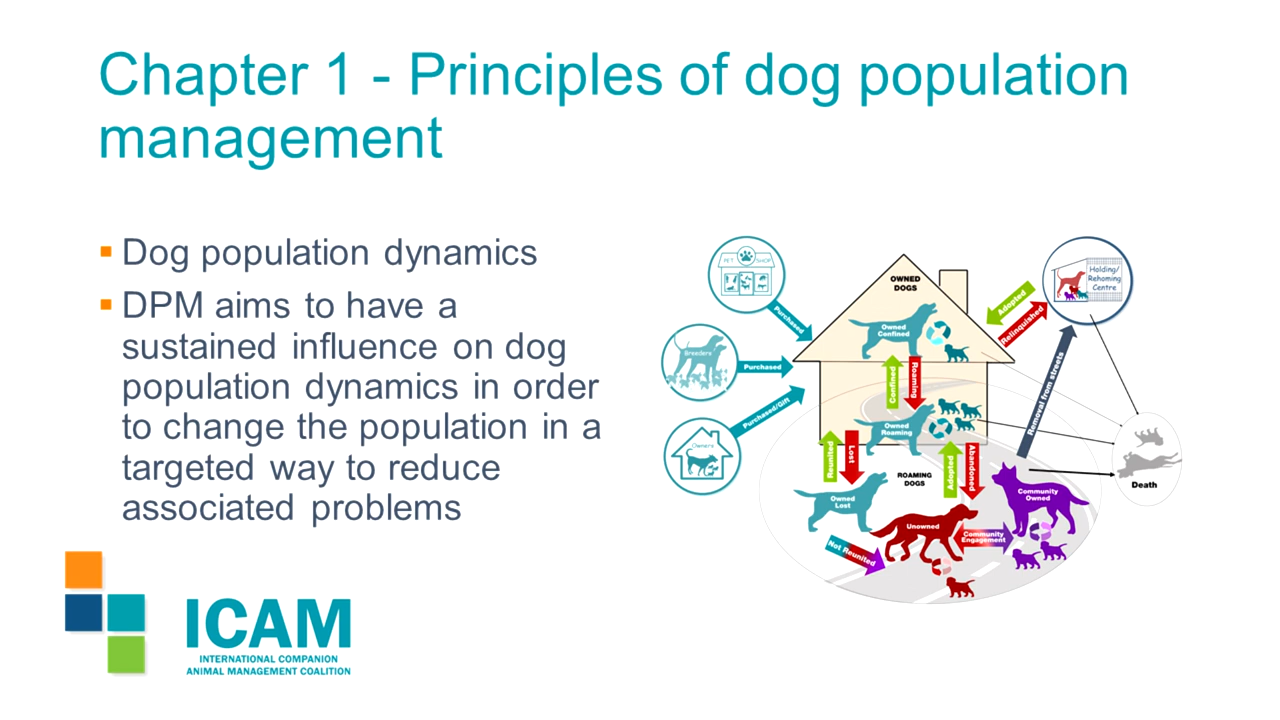 Chapter 1 - Principles of dog population
management
▪ Dog population dynamics
▪ DPM aims to have a
sustained influence on dog
population dynamics in order
to change the population in a
targeted way to reduce
associated problems
PET SHOP
Purchased
Breeders
Purchased
Owners
Purchased/Gift
OWNED
DOGS
Owned
Confined
Confined
Roaming
Owned
Roaming
Adopted
Relinquished
Holding/
Rehoming
Centre
Removal from streets
Reunited
Lost
ROAMING
DOGS
Adopted
Abandoned
Owned
Lost
Unowned
Community
Owned
Community
Engagement
Not Reunited
Death
ICAM
INTERNATIONAL COMPANION
ANIMAL MANAGEMENT COALITION